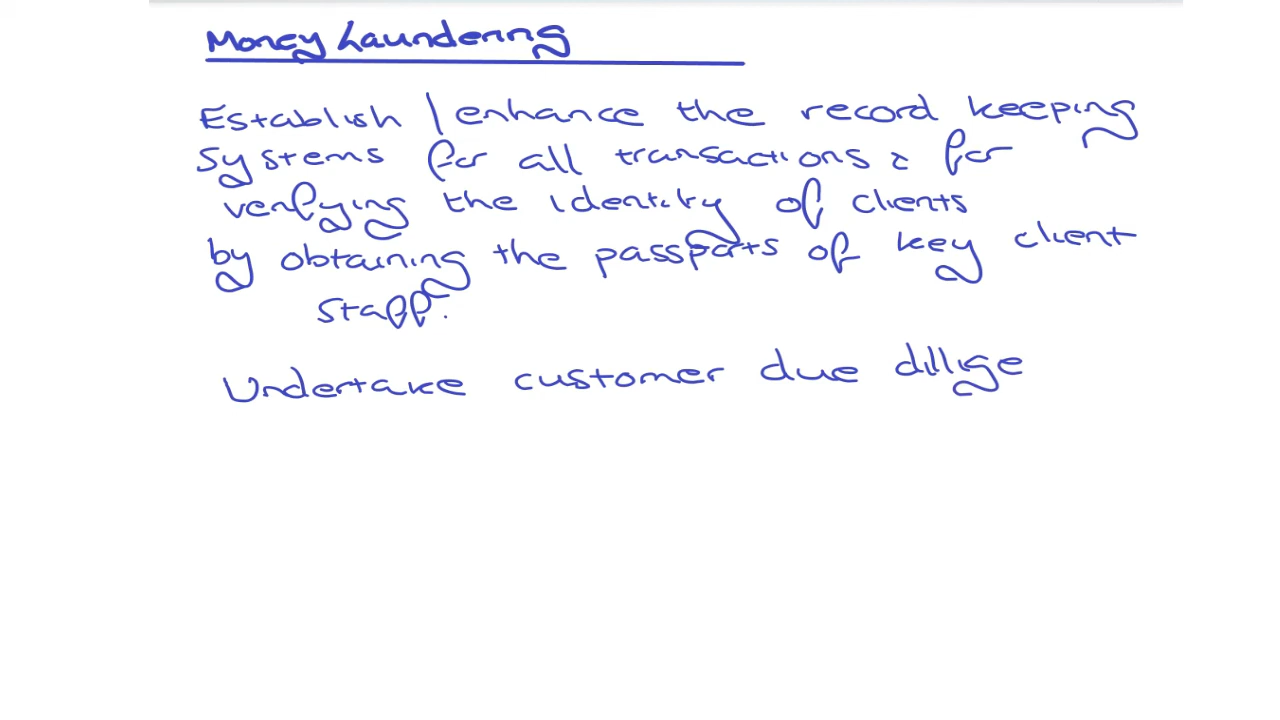 Money Laundering
Establish / enhance the record keeping
systems for all transactions & for
verifying the identity of clients
by obtaining the passports of key client
staff.
Undertake customer due dillige